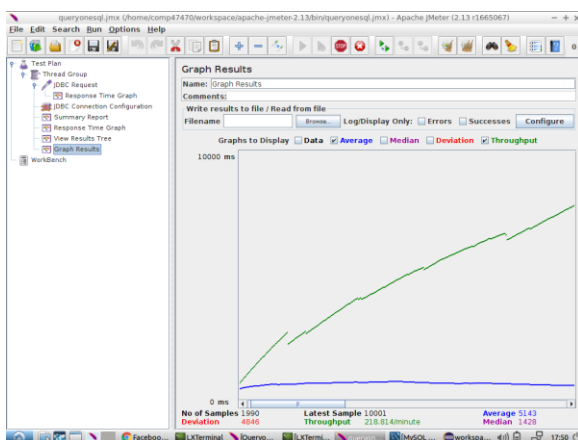 queryonesql.jmx (/home/comp47470/workspace/apache-jmeter-2.13/bin/queryonesql.jmx) - Apache JMeter (2.13 r1665067)
File Edit Search Run Options Help
Test Plan
Thread Group
JDBC Request
Response Time Graph
JDBC Connection Configuration
Summary Report
Response Time Graph
View Results Tree
Graph Results
WorkBench
Graph Results
Name: Graph Results
Comments:
Write results to file / Read from file
Filename Browse... Log/Display Only: Errors Successes Configure
Graphs to Display Data Average Median Deviation Throughput
10000 ms
0 ms
No of Samples 1990 Latest Sample 10001 Average 5143
Deviation 4846 Throughput 218.814/minute Median 1428
Faceboo... LXTerminal [LXTermi... [MySQL ... 17:50